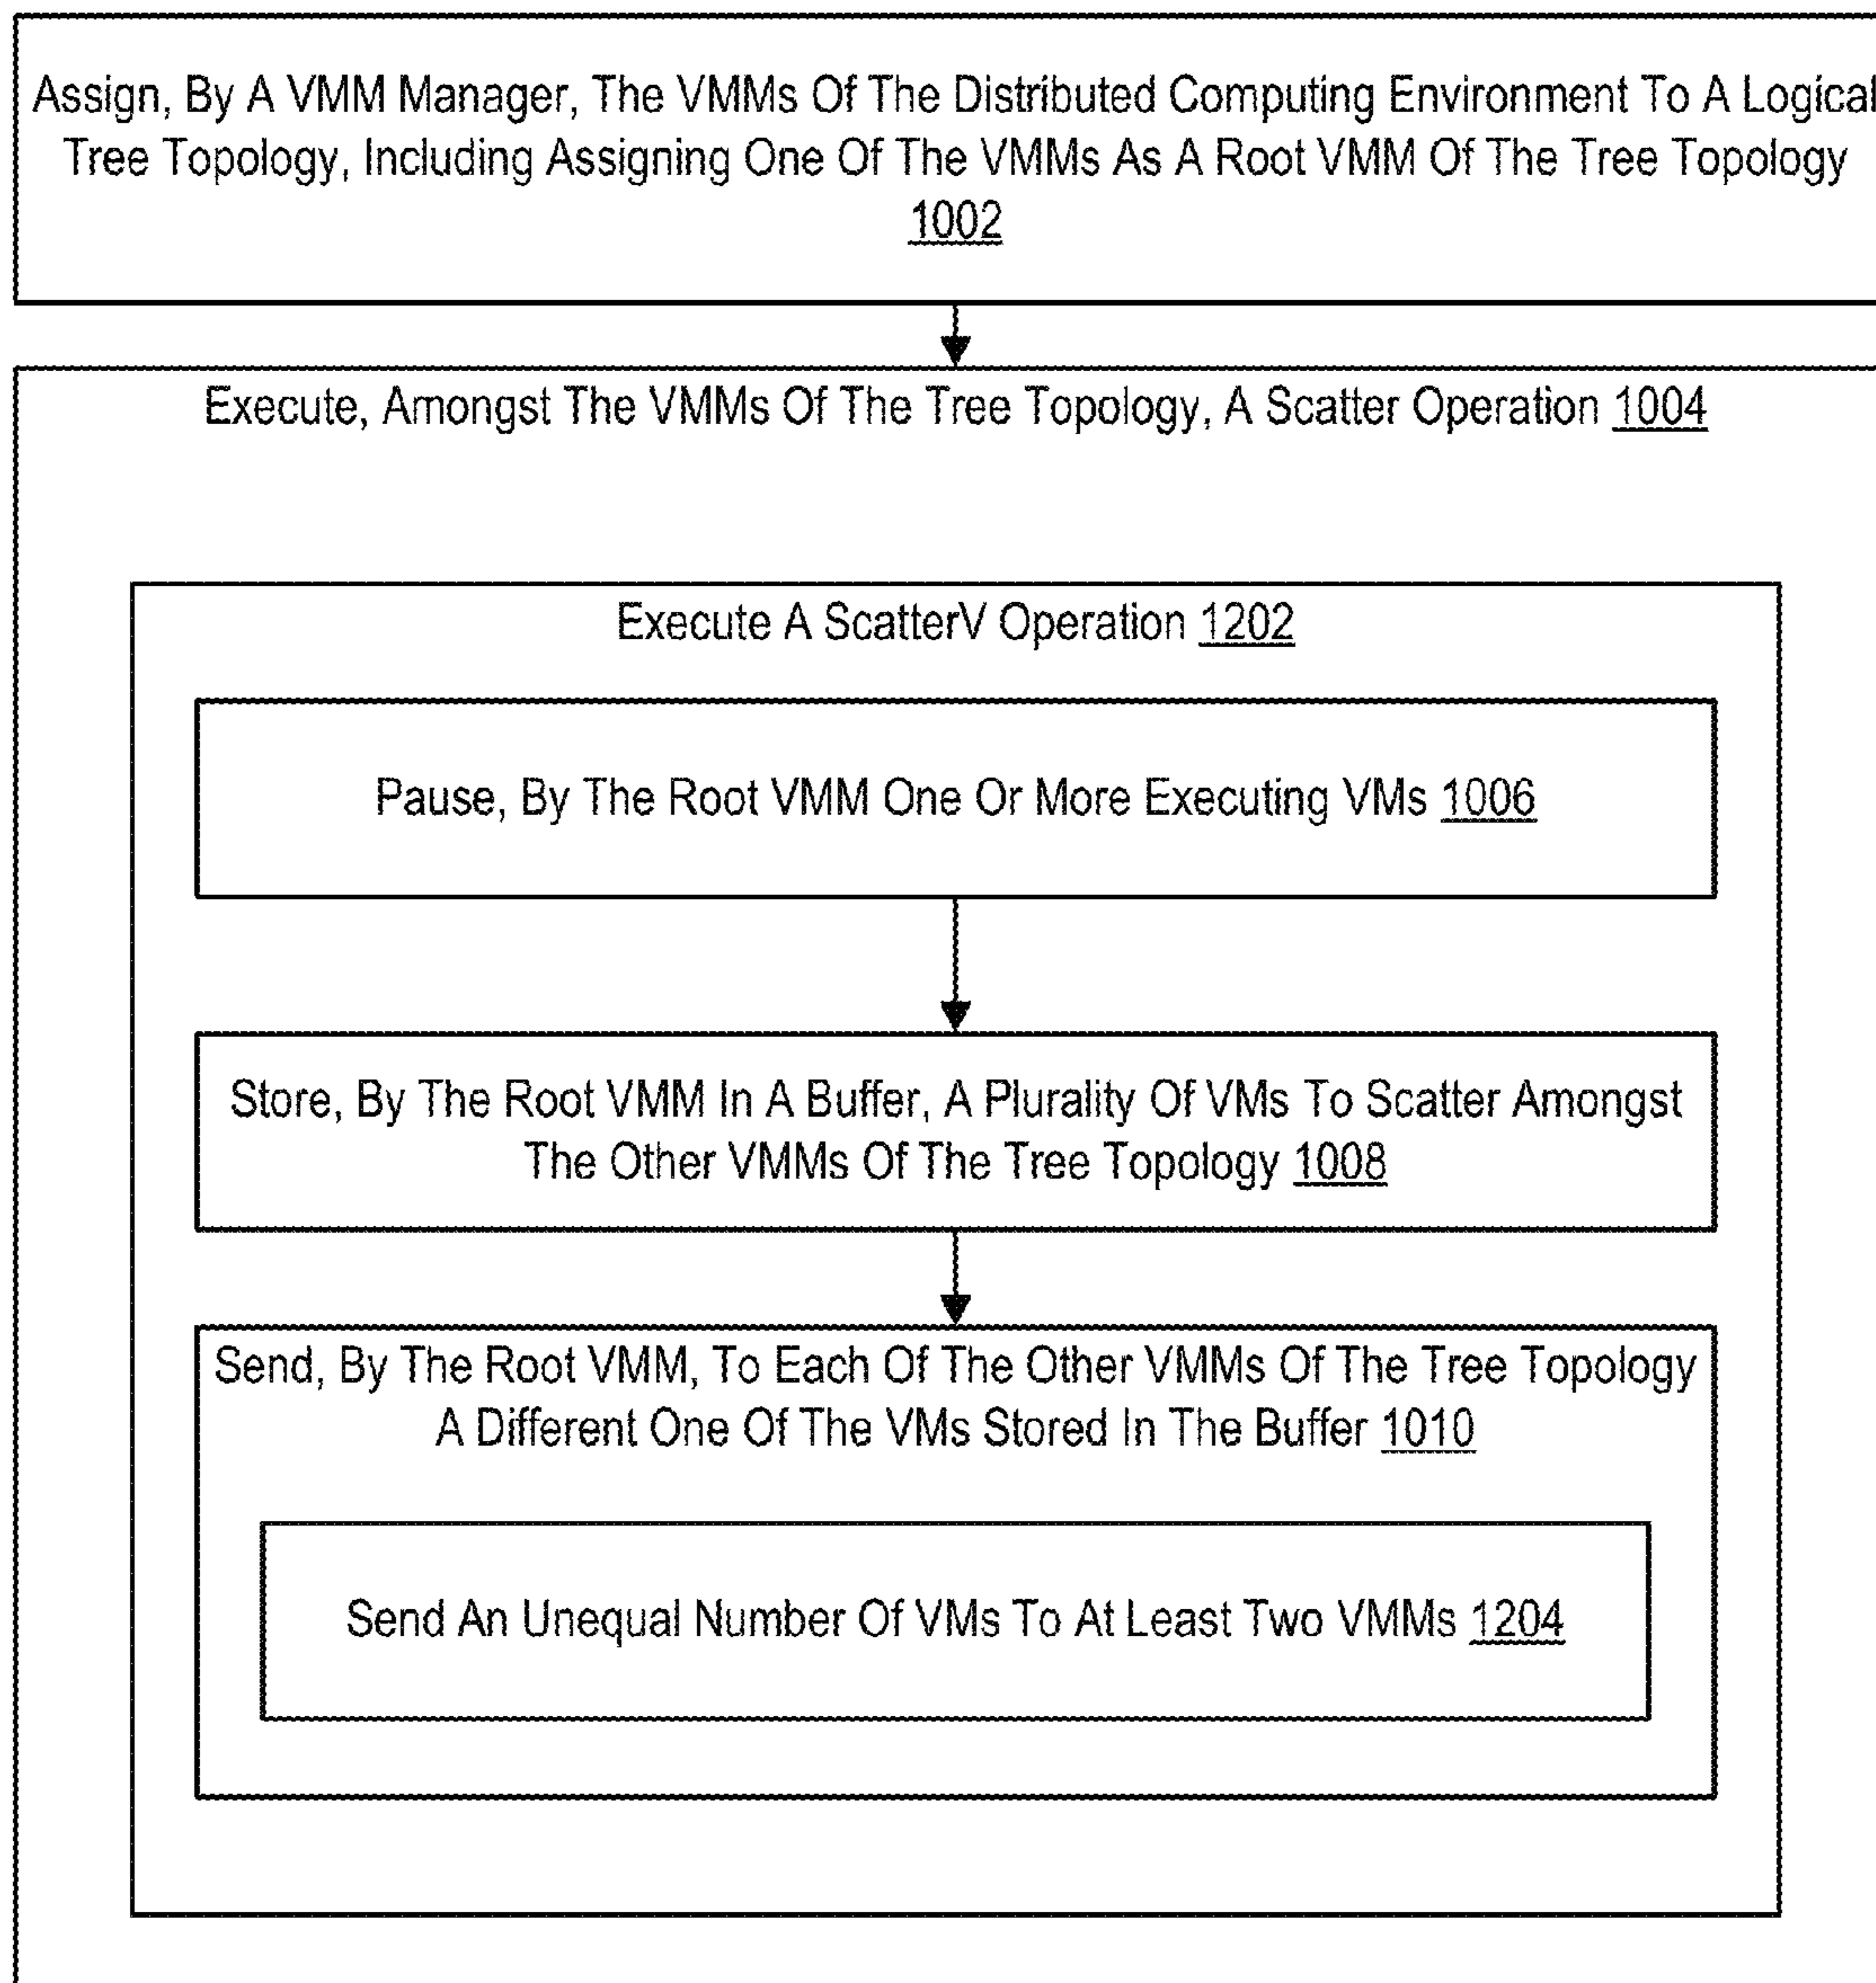 Assign, By A VMM Manager, The VMMs Of The Distributed Computing Environment To A Logical
Tree Topology, Including Assigning One Of The VMMs As A Root VMM Of The Tree Topology
1002
Execute, Amongst The VMMs Of The Tree Topology, A Scatter Operation 1004
Execute A ScatterV Operation 1202
Pause, By The Root VMM One Or More Executing VMs 1006
Store, By The Root VMM In A Buffer, A Plurality Of VMs To Scatter Amongst
The Other VMMs Of The Tree Topology 1008
Send, By The Root VMM, To Each Of The Other VMMs Of The Tree Topology
A Different One Of The VMs Stored In The Buffer 1010
Send An Unequal Number Of VMs To At Least Two VMMs 1204